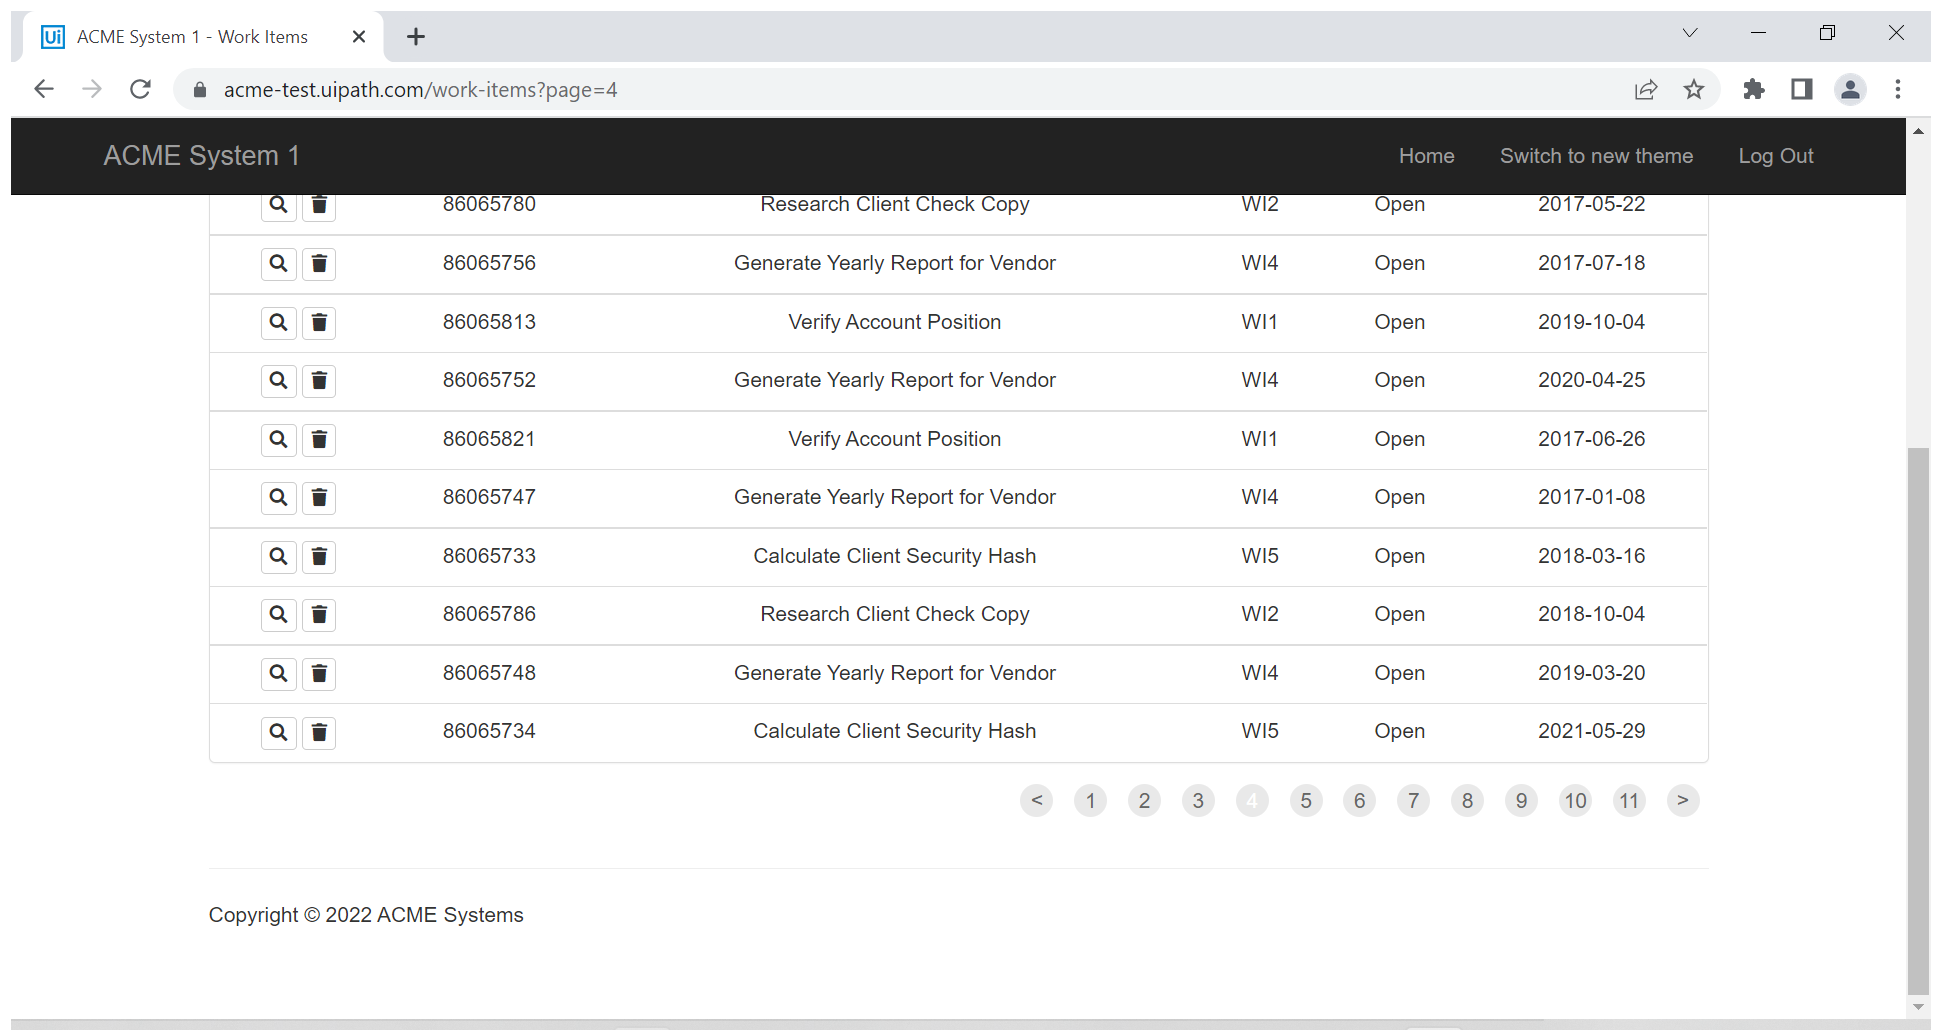 Ui ACME System 1 - Work Items
acme-test.uipath.com/work-items?page=4
ACME System 1 Home Switch to new theme Log Out
86065780 Research Client Check Copy WI2 Open 2017-05-22
86065756 Generate Yearly Report for Vendor WI4 Open 2017-07-18
86065813 Verify Account Position WI1 Open 2019-10-04
86065752 Generate Yearly Report for Vendor WI4 Open 2020-04-25
86065821 Verify Account Position WI1 Open 2017-06-26
86065747 Generate Yearly Report for Vendor WI4 Open 2017-01-08
86065733 Calculate Client Security Hash WI5 Open 2018-03-16
86065786 Research Client Check Copy WI2 Open 2018-10-04
86065748 Generate Yearly Report for Vendor WI4 Open 2019-03-20
86065734 Calculate Client Security Hash WI5 Open 2021-05-29
< 1 2 3 4 5 6 7 8 9 10 11 >
Copyright © 2022 ACME Systems